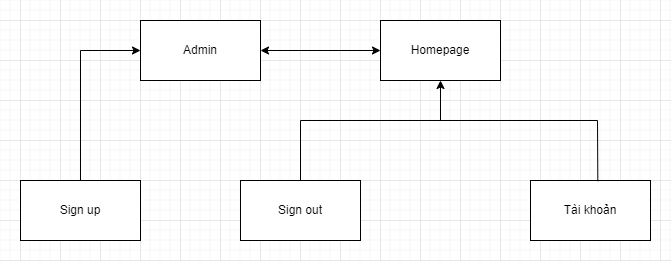 Admin
Homepage
Sign up
Sign out
Tài khoản